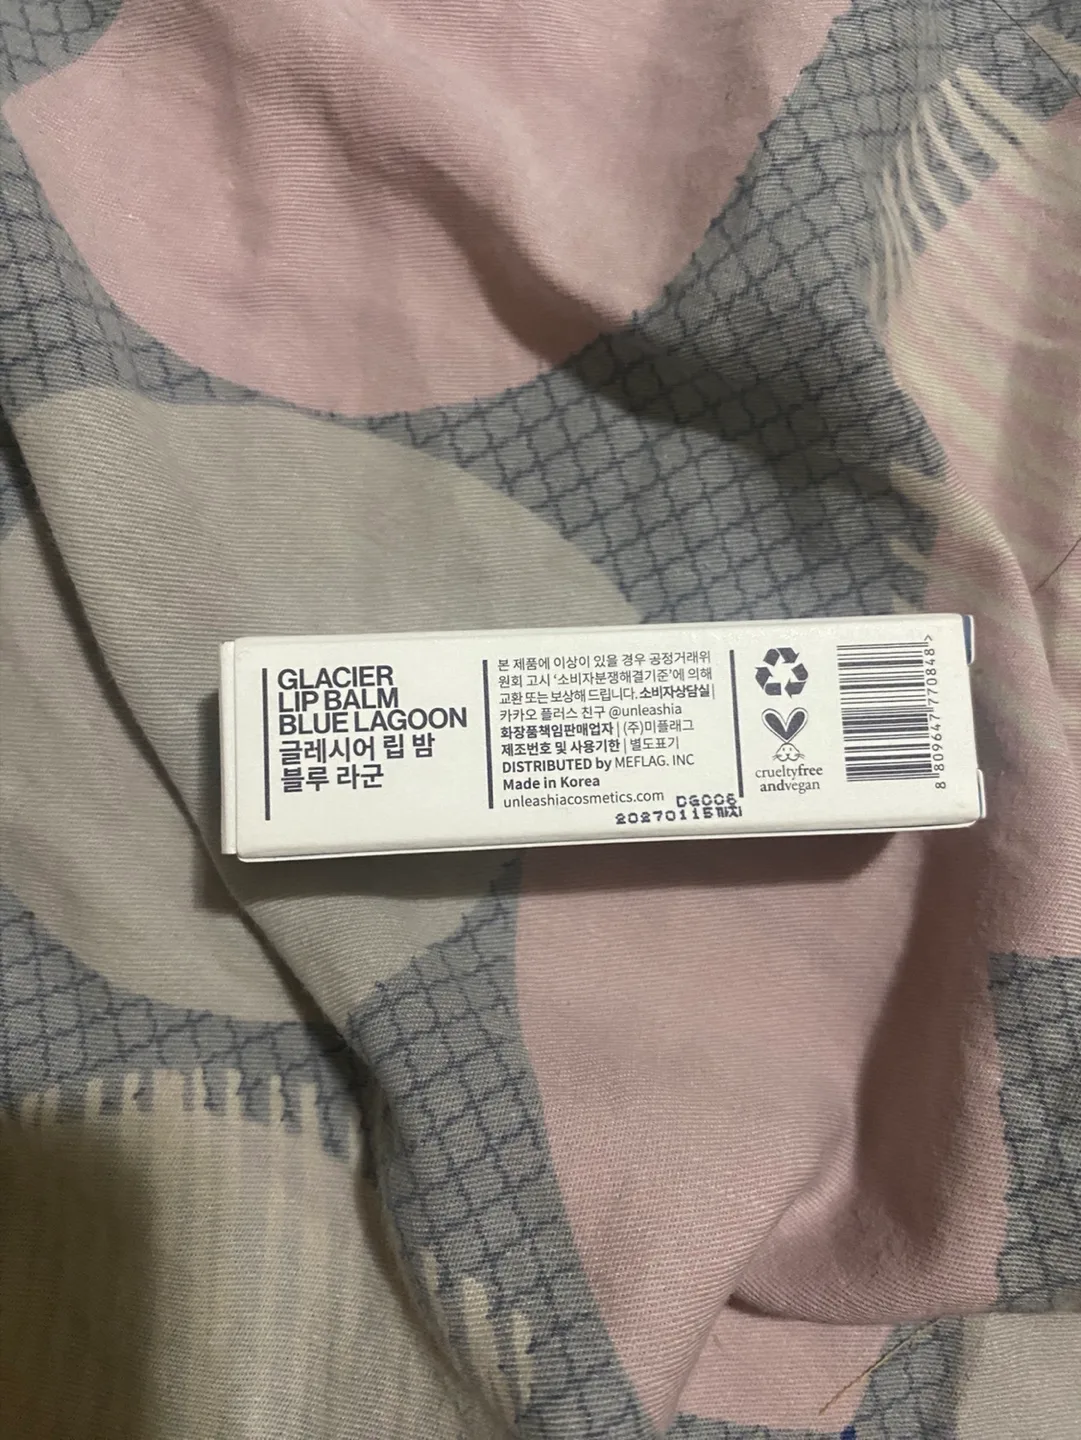 GLACIER
LIP BALM
BLUE LAGOON
글레시어 립 밤
블루 라군
본 제품에 이상이 있을 경우 공정거래위
원회 고시 '소비자분쟁해결기준'에 의해
교환 또는 보상해 드립니다. 소비자상담실 |
카카오 플러스 친구 @unleashia
화장품책임판매업자 | (주)미플래그
제조번호 및 사용기한 | 별도표기
DISTRIBUTED by MEFLAG. INC
Made in Korea
unleashiacosmetics.com
DG006
20270115까지
crueltyfree
andvegan
8 809647 770848 >